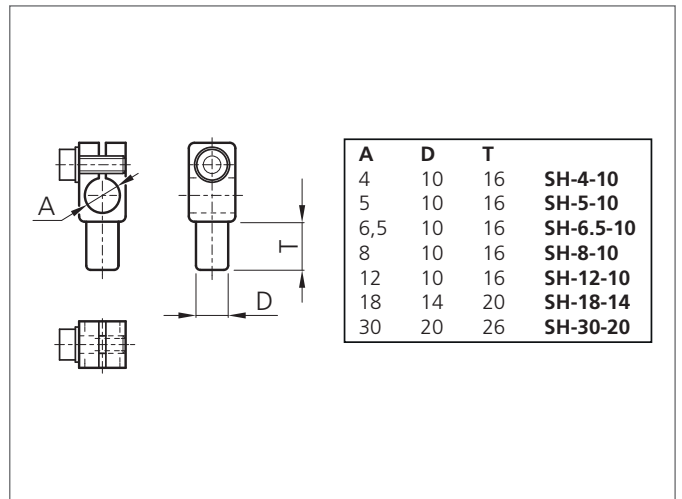 A
T
D
A D T
4 10 16 SH-4-10
5 10 16 SH-5-10
6,5 10 16 SH-6.5-10
8 10 16 SH-8-10
12 10 16 SH-12-10
18 14 20 SH-18-14
30 20 26 SH-30-20